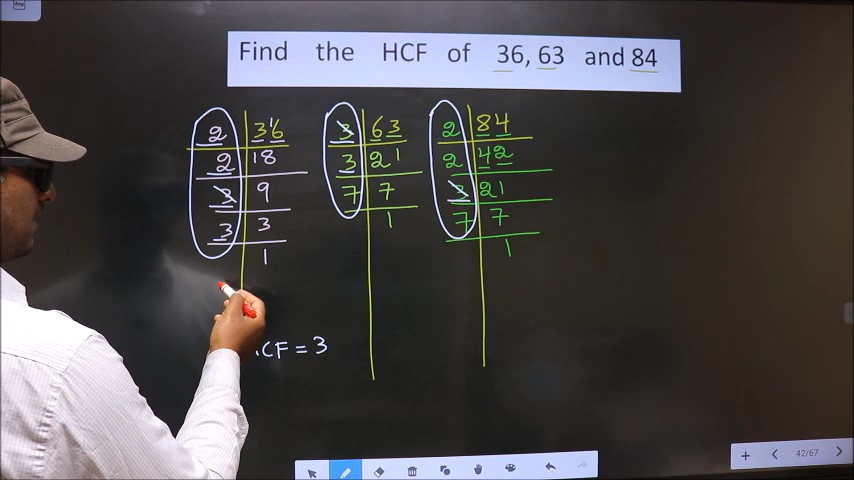 Find the HCF of 36, 63 and 84
2 36 3 63 2 84
2 18 3 21 2 42
3 9 7 7 3 21
3 3 1 7 7
1 1
CF = 3
42/67